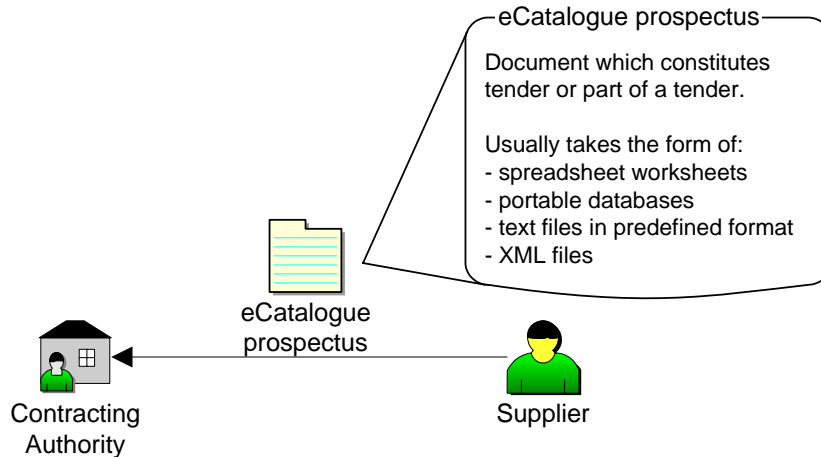 eCatalogue prospectus
Document which constitutes
tender or part of a tender.
Usually takes the form of:
- spreadsheet worksheets
- portable databases
- text files in predefined format
- XML files
eCatalogue
prospectus
Contracting
Authority
Supplier